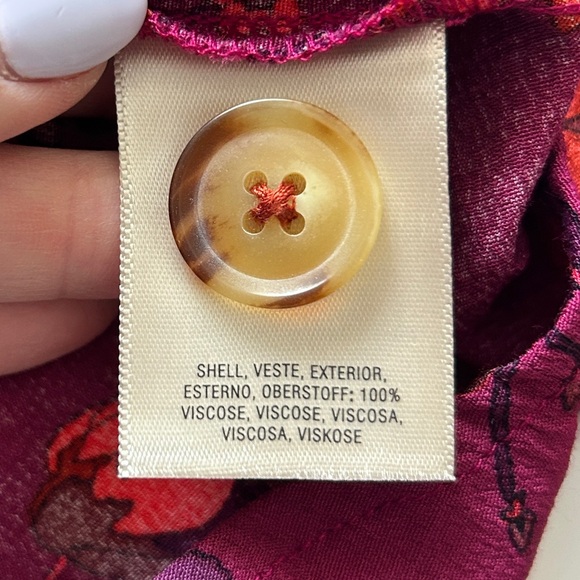 SHELL, VESTE, EXTERIOR,
ESTERNO, OBERSTOFF: 100%
VISCOSE, VISCOSE, VISCOSA,
VISCOSA, VISKOSE